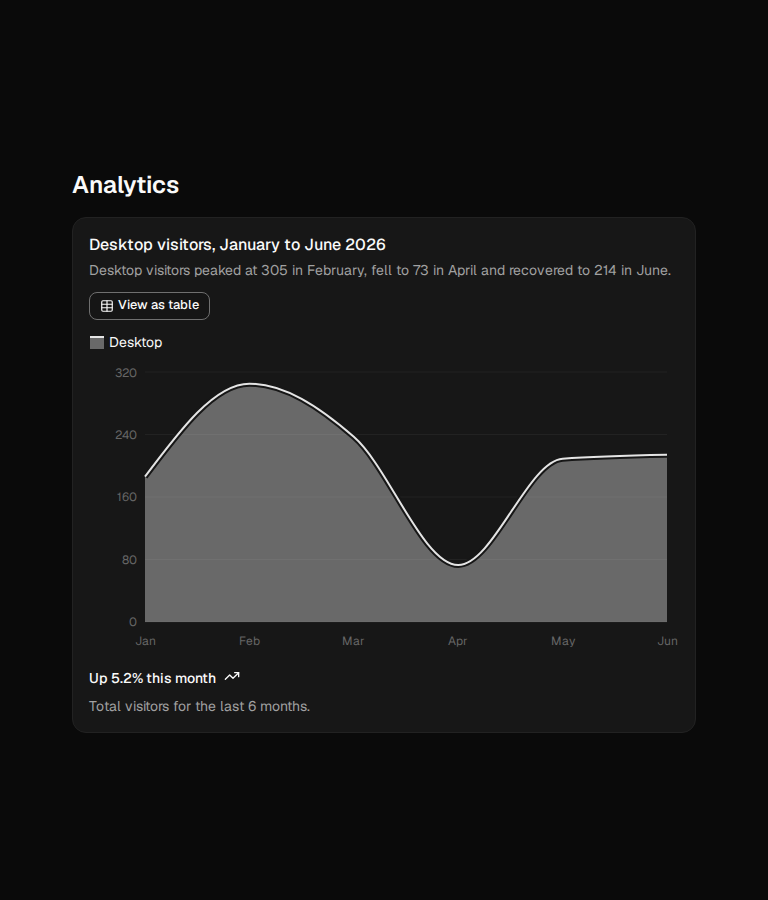 Analytics
Desktop visitors, January to June 2026
Desktop visitors peaked at 305 in February, fell to 73 in April and recovered to 214 in June.
View as table
Desktop
320
240
160
80
0
Jan Feb Mar Apr May Jun
Up 5.2% this month
Total visitors for the last 6 months.